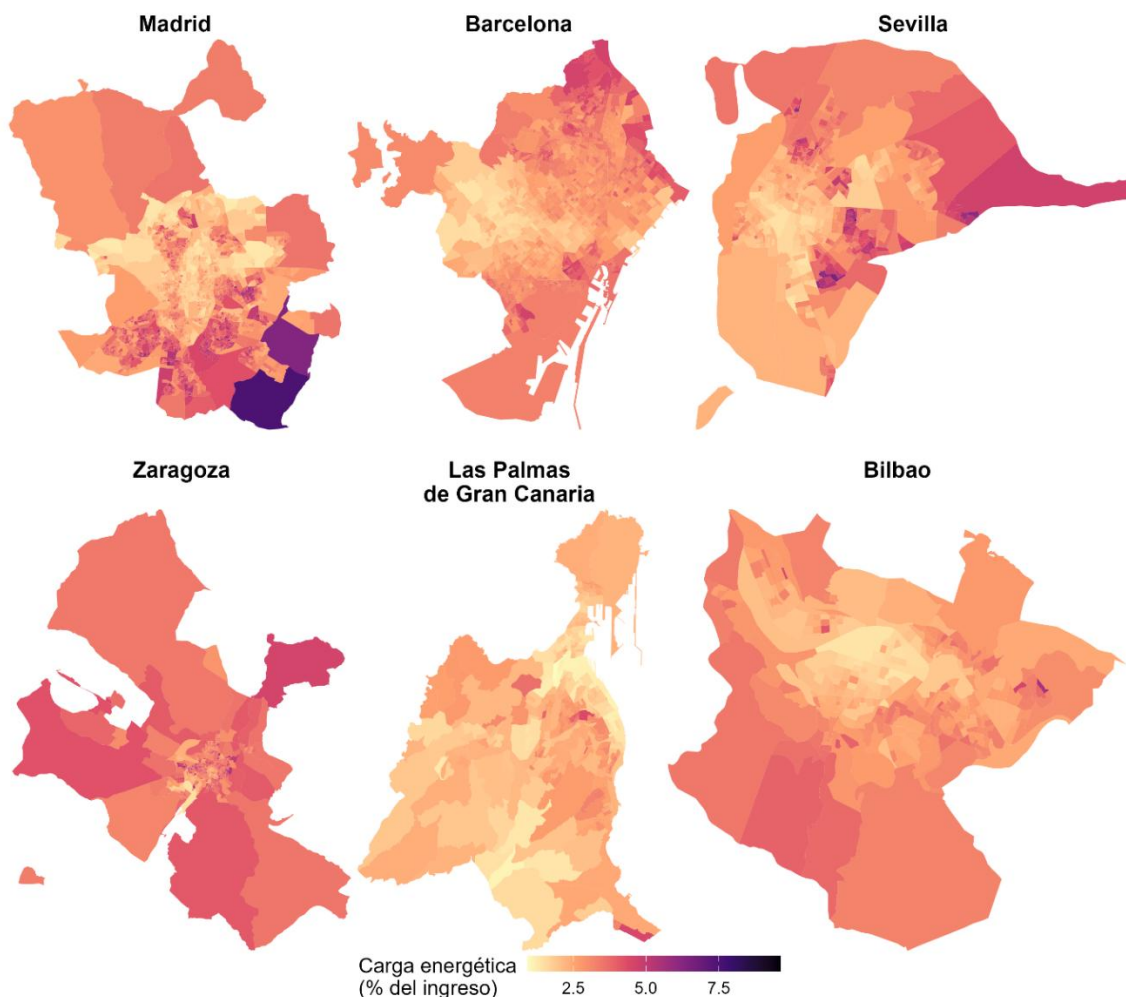 Madrid
Barcelona
Sevilla
Zaragoza
Las Palmas
de Gran Canaria
Bilbao
Carga energética
(% del ingreso)
2.5
5.0
7.5